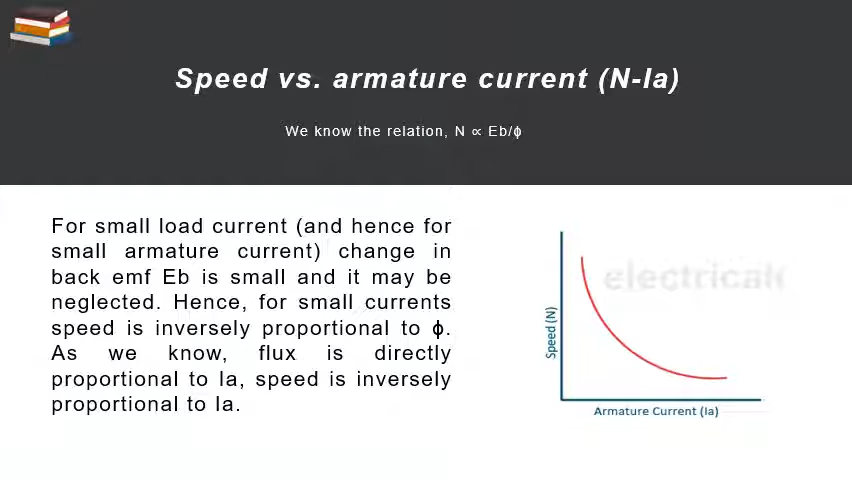 Speed vs. armature current (N-Ia)
We know the relation, N ∝ Eb/ϕ
For small load current (and hence for
small armature current) change in
back emf Eb is small and it may be
neglected. Hence, for small currents
speed is inversely proportional to ϕ.
As we know, flux is directly
proportional to Ia, speed is inversely
proportional to Ia.
Speed (N)
Armature Current (Ia)